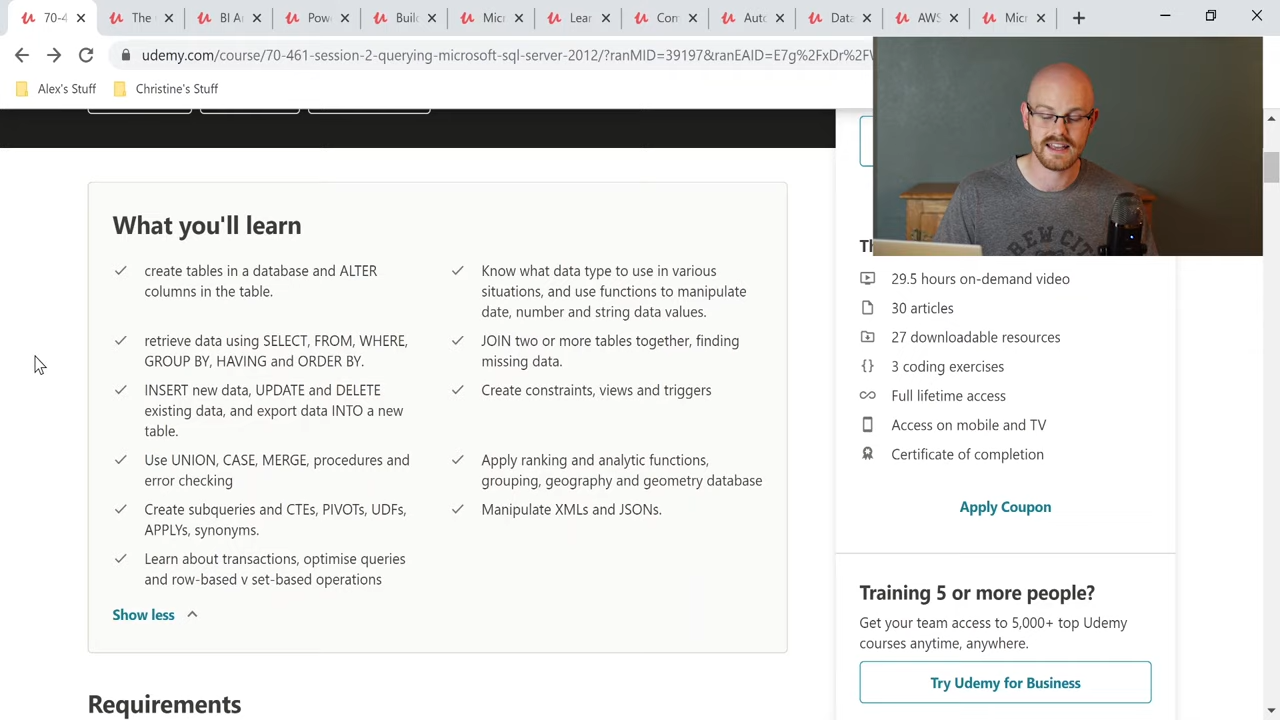 70-4
The
BI Ar
Pow
Build
Micr
Lear
Con
Auto
Data
AWS
Micr
udemy.com/course/70-461-session-2-querying-microsoft-sql-server-2012/?ranMID=39197&ranEAID=E7g%2FxDr%2F
Alex's Stuff
Christine's Stuff
What you'll learn
create tables in a database and ALTER
columns in the table.
Know what data type to use in various
situations, and use functions to manipulate
date, number and string data values.
retrieve data using SELECT, FROM, WHERE,
GROUP BY, HAVING and ORDER BY.
JOIN two or more tables together, finding
missing data.
INSERT new data, UPDATE and DELETE
existing data, and export data INTO a new
table.
Create constraints, views and triggers
Use UNION, CASE, MERGE, procedures and
error checking
Apply ranking and analytic functions,
grouping, geography and geometry database
Create subqueries and CTEs, PIVOTs, UDFs,
APPLYs, synonyms.
Manipulate XMLs and JSONs.
Learn about transactions, optimise queries
and row-based v set-based operations
Show less
Requirements
29.5 hours on-demand video
30 articles
27 downloadable resources
3 coding exercises
Full lifetime access
Access on mobile and TV
Certificate of completion
Apply Coupon
Training 5 or more people?
Get your team access to 5,000+ top Udemy
courses anytime, anywhere.
Try Udemy for Business